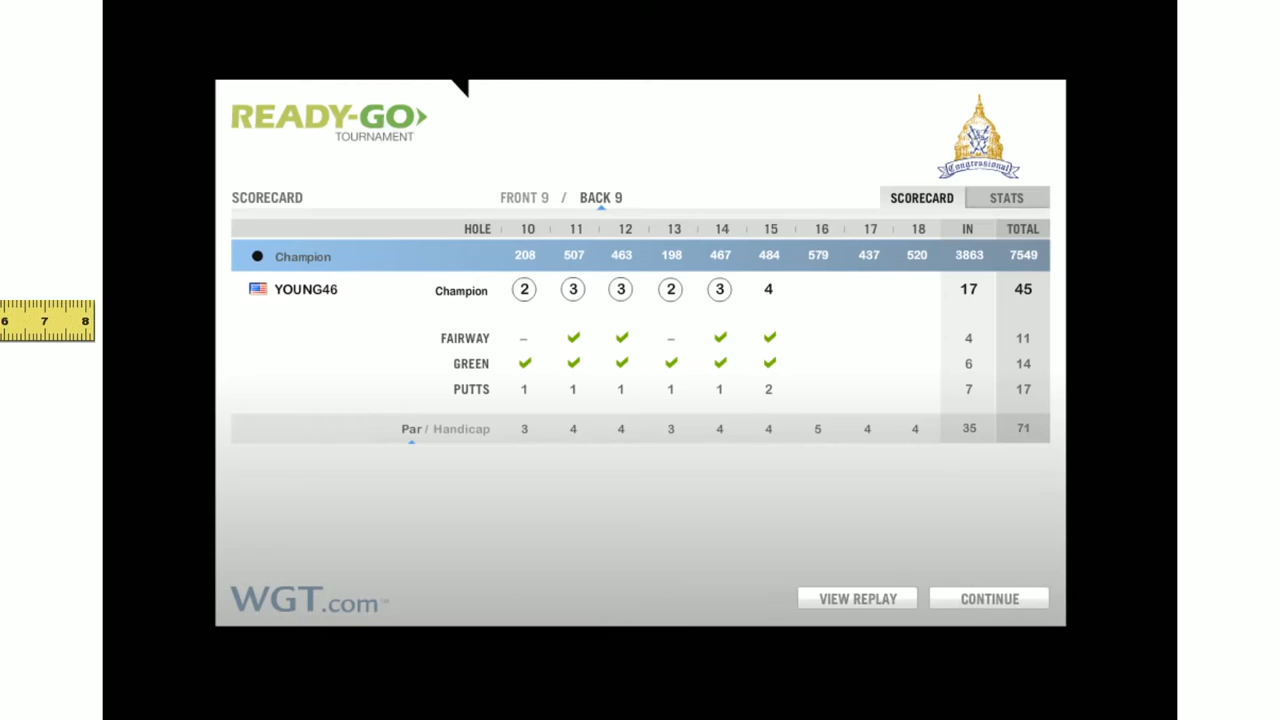 READY-GO
TOURNAMENT
Congressional
SCORECARD FRONT 9 / BACK 9 SCORECARD STATS
HOLE 10 11 12 13 14 15 16 17 18 IN TOTAL
Champion 208 507 463 198 467 484 579 437 520 3863 7549
YOUNG46 Champion 2 3 3 2 3 4 17 45
6 7 8
FAIRWAY – ✓ ✓ – ✓ ✓ 4 11
GREEN ✓ ✓ ✓ ✓ ✓ ✓ 6 14
PUTTS 1 1 1 1 1 2 7 17
Par / Handicap 3 4 4 3 4 4 5 4 4 35 71
WGT.com™ VIEW REPLAY CONTINUE